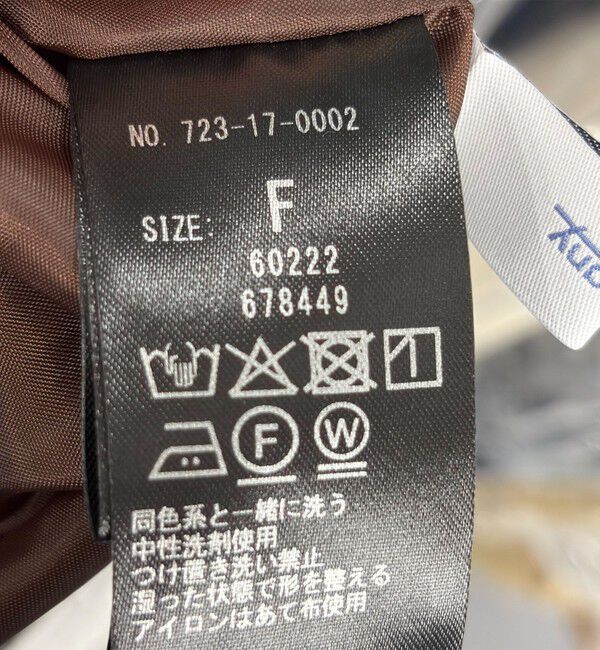 NO. 723-17-0002
SIZE: F
60222
678449
F W
同色系と一緒に洗う
中性洗剤使用
つけ置き洗い禁止
湿った状態で形を整える
アイロンはあて布使用